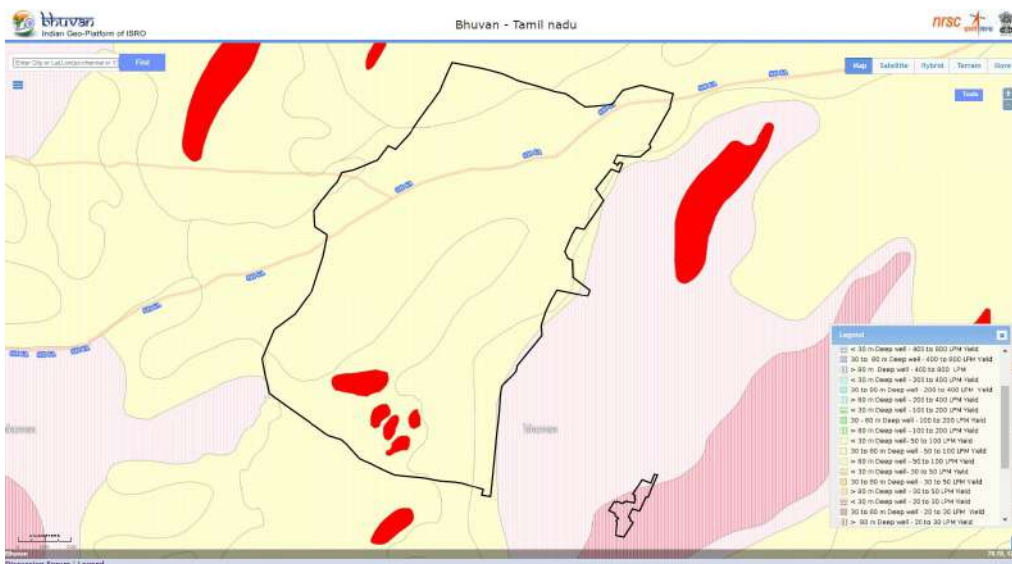 bhuvan
Indian Geo-Platform of ISRO
Bhuvan - Tamil nadu
nrsc
Find
Map Satellite Hybrid Terrain
Tools
Legend
< 30 m Deep well - 400 to 800 LPM Yield
30 to 80 m Deep well - 400 to 800 LPM Yield
> 80 m Deep well - 400 to 800 LPM
< 30 m Deep well - 200 to 400 LPM Yield
30 to 80 m Deep well - 200 to 400 LPM Yield
> 80 m Deep well - 200 to 400 LPM Yield
< 30 m Deep well - 100 to 200 LPM Yield
30 - 80 m Deep well - 100 to 200 LPM Yield
> 80 m Deep well - 100 to 200 LPM Yield
< 30 m Deep well - 50 to 100 LPM Yield
30 to 80 m Deep well - 50 to 100 LPM Yield
> 80 m Deep well - 50 to 100 LPM Yield
< 30 m Deep well - 30 to 50 LPM Yield
30 to 80 m Deep well - 30 to 50 LPM Yield
> 80 m Deep well - 30 to 50 LPM Yield
< 30 m Deep well - 20 to 30 LPM Yield
30 to 80 m Deep well - 20 to 30 LPM Yield
> 80 m Deep well - 20 to 30 LPM Yield
bhuvan
bhuvan
Bhuvan